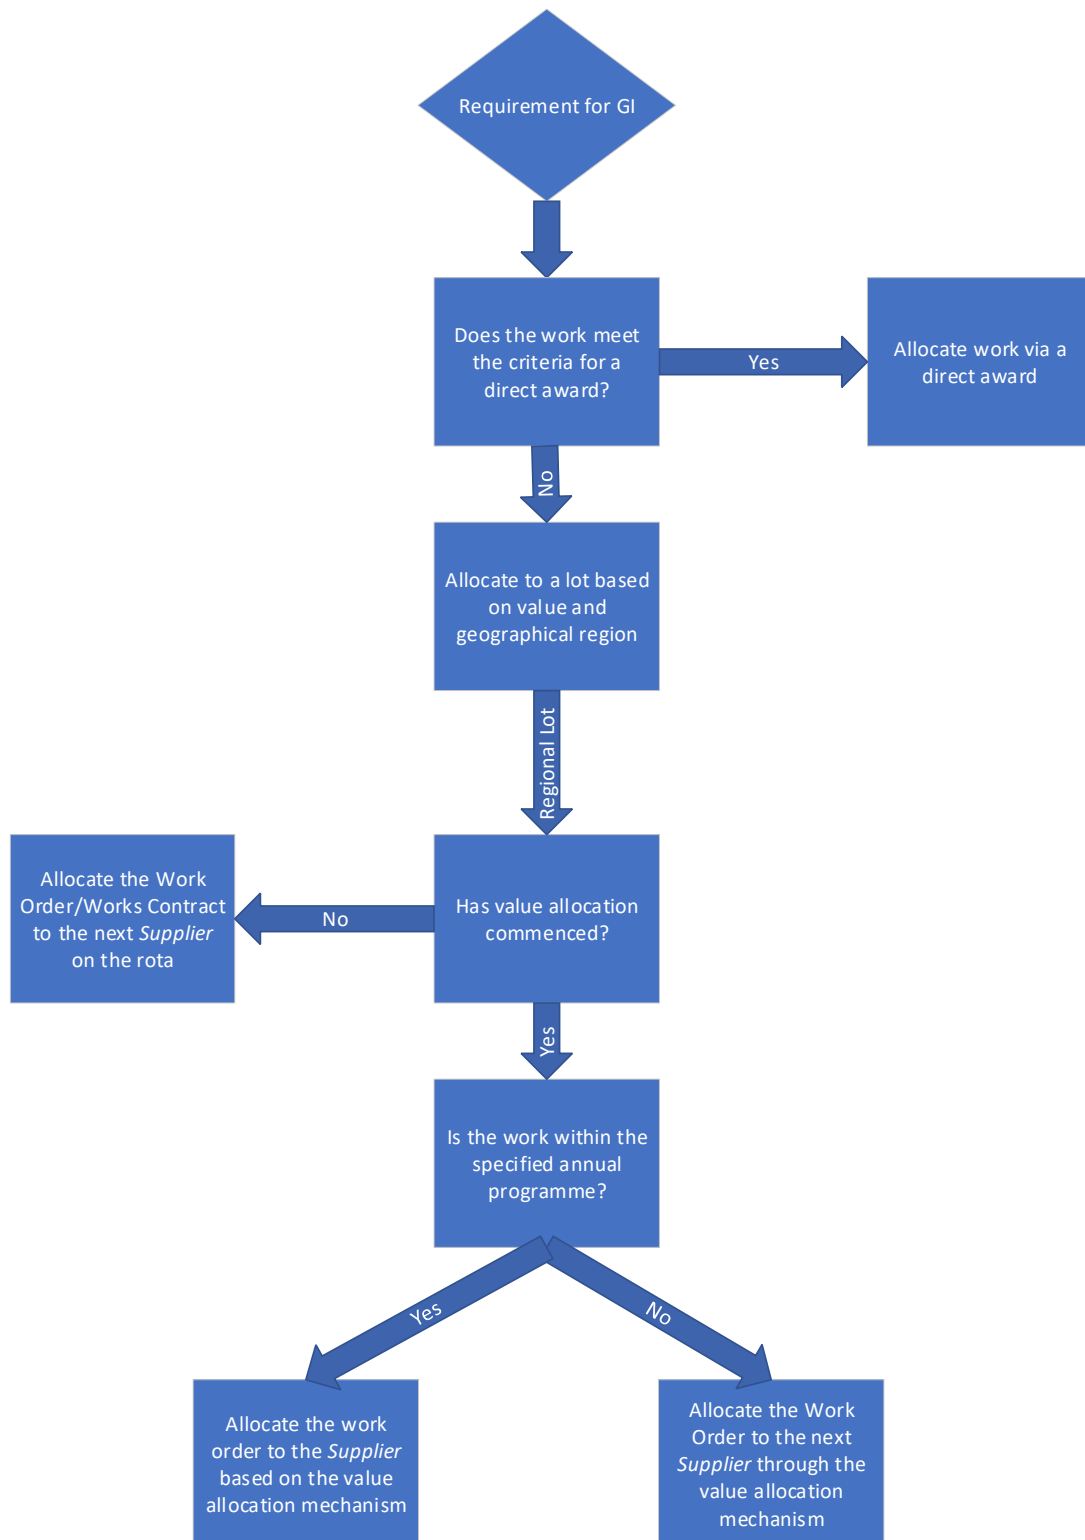 Requirement for GI
Does the work meet
the criteria for a
direct award?
Yes
Allocate work via a
direct award
No
Allocate to a lot based
on value and
geographical region
Regional Lot
Allocate the Work
Order/Works Contract
to the next Supplier
on the rota
No
Has value allocation
commenced?
Yes
Is the work within the
specified annual
programme?
Yes
No
Allocate the work
order to the Supplier
based on the value
allocation mechanism
Allocate the Work
Order to the next
Supplier through the
value allocation
mechanism